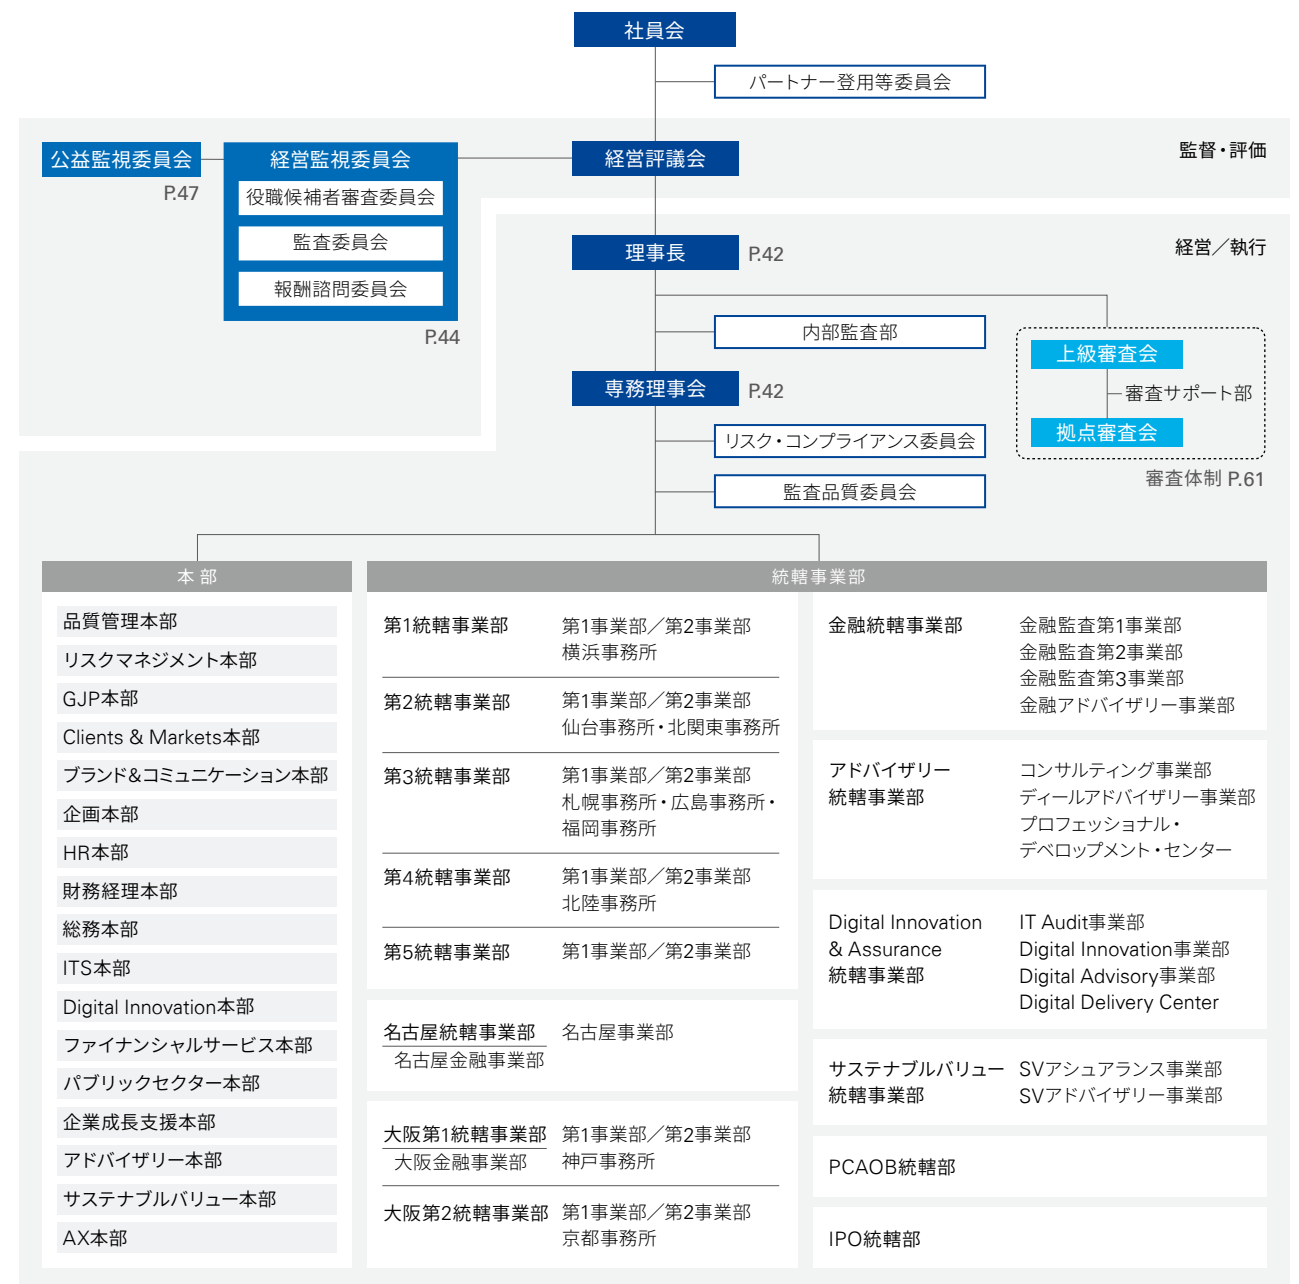 社員会
パートナー登用等委員会
公益監視委員会
P.47
経営監視委員会
役職候補者審査委員会
監査委員会
報酬諮問委員会
P.44
経営評議会
監督・評価
経営／執行
理事長
P.42
内部監査部
専務理事会
P.42
リスク・コンプライアンス委員会
監査品質委員会
上級審査会
審査サポート部
拠点審査会
審査体制 P.61
本部
品質管理本部
リスクマネジメント本部
GJP本部
Clients & Markets本部
ブランド&コミュニケーション本部
企画本部
HR本部
財務経理本部
総務本部
ITS本部
Digital Innovation本部
ファイナンシャルサービス本部
パブリックセクター本部
企業成長支援本部
アドバイザリー本部
サステナブルバリュー本部
AX本部
統轄事業部
第1統轄事業部
第1事業部／第2事業部
横浜事務所
第2統轄事業部
第1事業部／第2事業部
仙台事務所・北関東事務所
第3統轄事業部
第1事業部／第2事業部
札幌事務所・広島事務所・
福岡事務所
第4統轄事業部
第1事業部／第2事業部
北陸事務所
第5統轄事業部
第1事業部／第2事業部
名古屋統轄事業部
名古屋金融事業部
名古屋事業部
大阪第1統轄事業部
大阪金融事業部
第1事業部／第2事業部
神戸事務所
大阪第2統轄事業部
第1事業部／第2事業部
京都事務所
金融統轄事業部
金融監査第1事業部
金融監査第2事業部
金融監査第3事業部
金融アドバイザリー事業部
アドバイザリー
統轄事業部
コンサルティング事業部
ディールアドバイザリー事業部
プロフェッショナル・
デベロップメント・センター
Digital Innovation
& Assurance
統轄事業部
IT Audit事業部
Digital Innovation事業部
Digital Advisory事業部
Digital Delivery Center
サステナブルバリュー
統轄事業部
SVアシュアランス事業部
SVアドバイザリー事業部
PCAOB統轄部
IPO統轄部